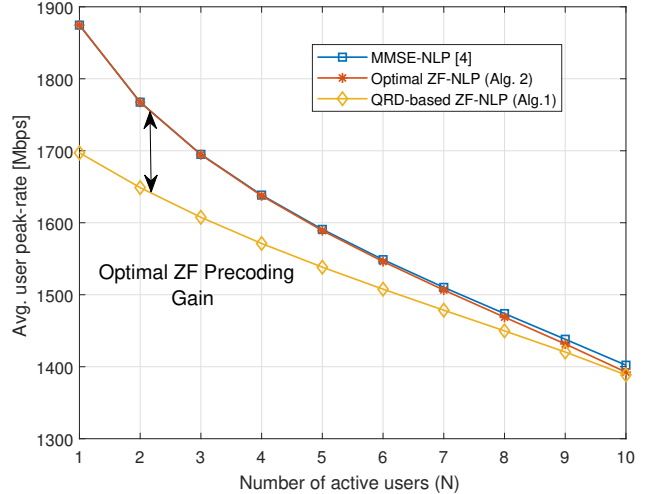 1900
1800
1700
1600
1500
1400
1300
Avg. user peak-rate [Mbps]
MMSE-NLP [4]
Optimal ZF-NLP (Alg. 2)
QRD-based ZF-NLP (Alg.1)
Optimal ZF Precoding
Gain
1 2 3 4 5 6 7 8 9 10
Number of active users (N)